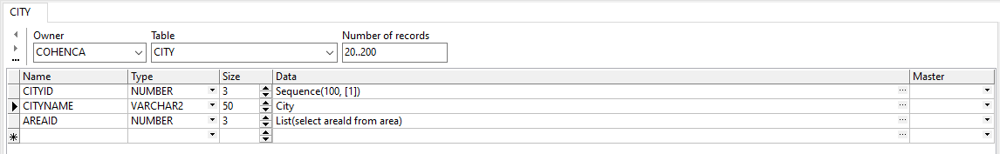 CITY
Owner Table Number of records
COHENCA CITY 20..200
Name Type Size Data Master
CITYID NUMBER 3 Sequence(100, [1])
CITYNAME VARCHAR2 50 City
AREAID NUMBER 3 List(select areaId from area)